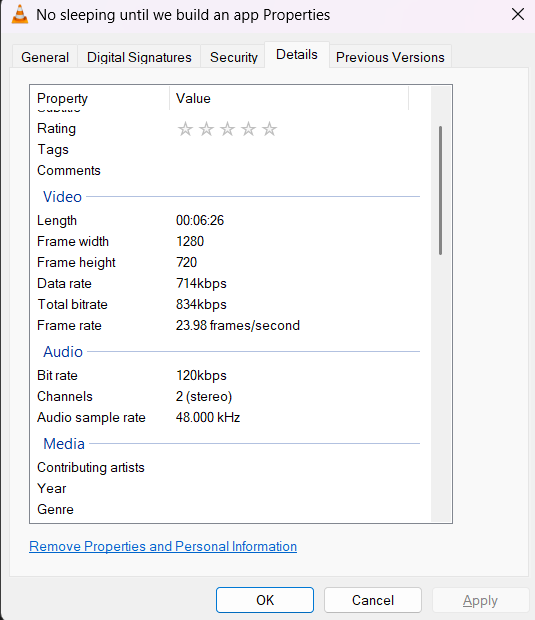 No sleeping until we build an app Properties
General Digital Signatures Security Details Previous Versions
Property Value
Subtitle
Rating
Tags
Comments
Video
Length 00:06:26
Frame width 1280
Frame height 720
Data rate 714kbps
Total bitrate 834kbps
Frame rate 23.98 frames/second
Audio
Bit rate 120kbps
Channels 2 (stereo)
Audio sample rate 48.000 kHz
Media
Contributing artists
Year
Genre
Remove Properties and Personal Information
OK Cancel Apply